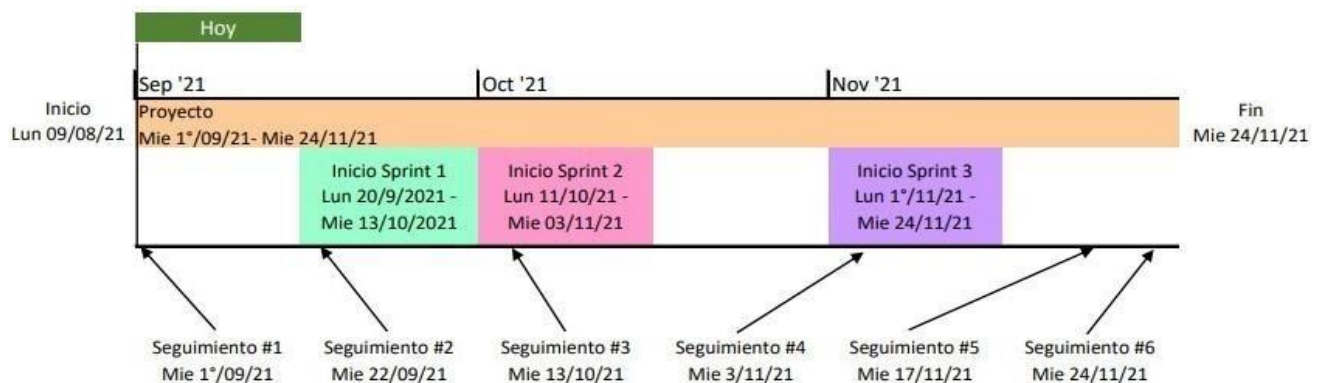 Hoy
Sep '21
Oct '21
Nov '21
Inicio
Lun 09/08/21
Proyecto
Mie 1°/09/21- Mie 24/11/21
Fin
Mie 24/11/21
Inicio Sprint 1
Lun 20/9/2021 -
Mie 13/10/2021
Inicio Sprint 2
Lun 11/10/21 -
Mie 03/11/21
Inicio Sprint 3
Lun 1°/11/21 -
Mie 24/11/21
Seguimiento #1
Mie 1°/09/21
Seguimiento #2
Mie 22/09/21
Seguimiento #3
Mie 13/10/21
Seguimiento #4
Mie 3/11/21
Seguimiento #5
Mie 17/11/21
Seguimiento #6
Mie 24/11/21